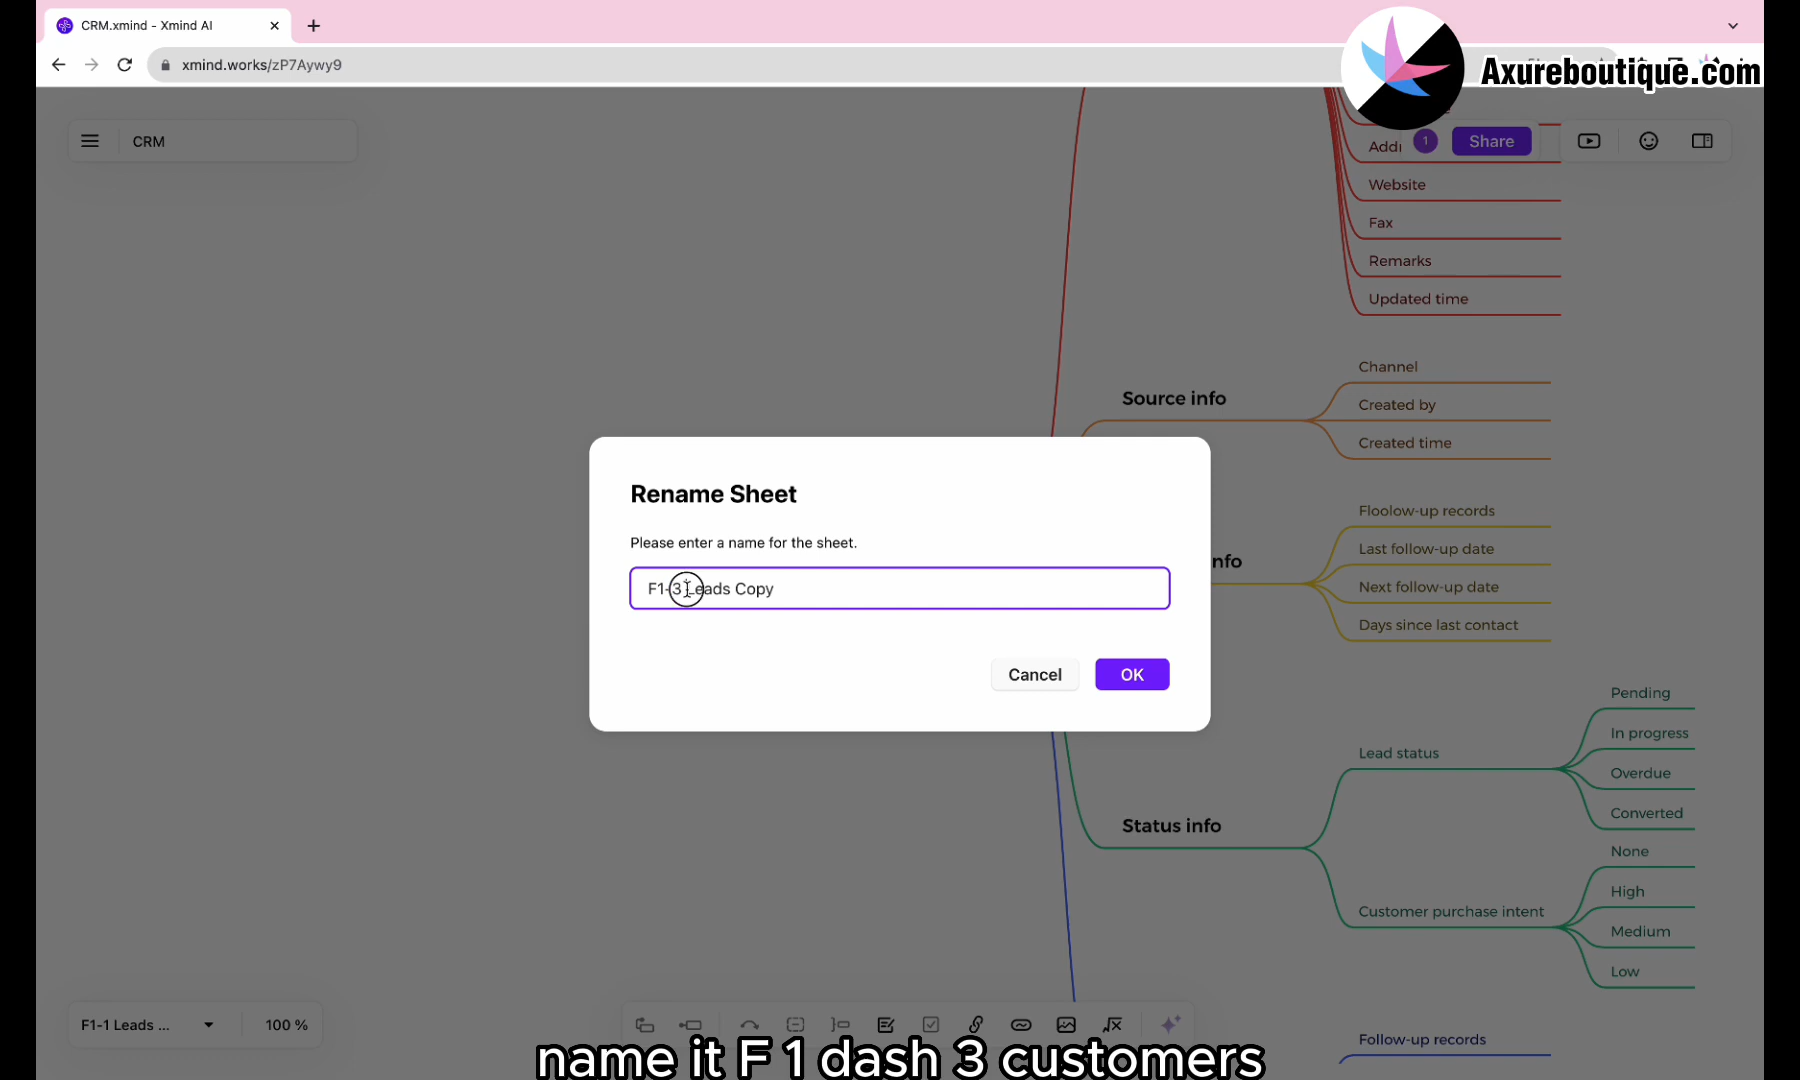 CRM.xmind - Xmind AI
xmind.works/zP7Aywy9
Axureboutique.com
CRM
1
Share
Addr
Website
Fax
Remarks
Updated time
Source info
Channel
Created by
Created time
nfo
Floolow-up records
Last follow-up date
Next follow-up date
Days since last contact
Rename Sheet
Please enter a name for the sheet.
F1-3 Leads Copy
Cancel
OK
Status info
Lead status
Pending
In progress
Overdue
Converted
Customer purchase intent
None
High
Medium
Low
Follow-up records
F1-1 Leads ...
100 %
name it F 1 dash 3 customers